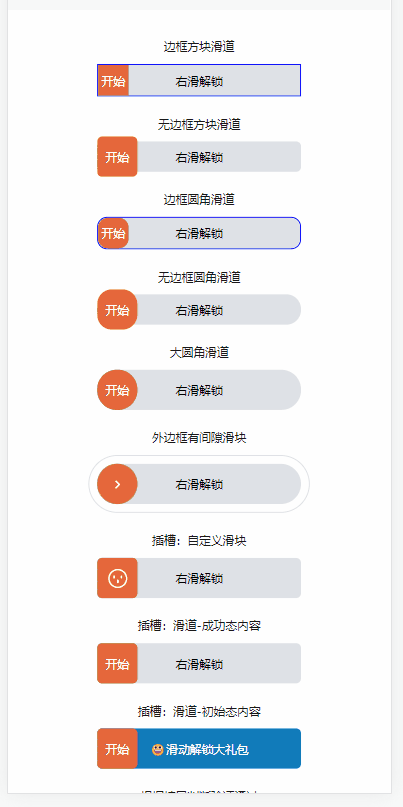 边框方块滑道
开始 右滑解锁
无边框方块滑道
开始 右滑解锁
边框圆角滑道
开始 右滑解锁
无边框圆角滑道
开始 右滑解锁
大圆角滑道
开始 右滑解锁
外边框有间隙滑块
右滑解锁
插槽：自定义滑块
右滑解锁
插槽：滑道-成功态内容
开始 右滑解锁
插槽：滑道-初始态内容
开始 滑动解锁大礼包